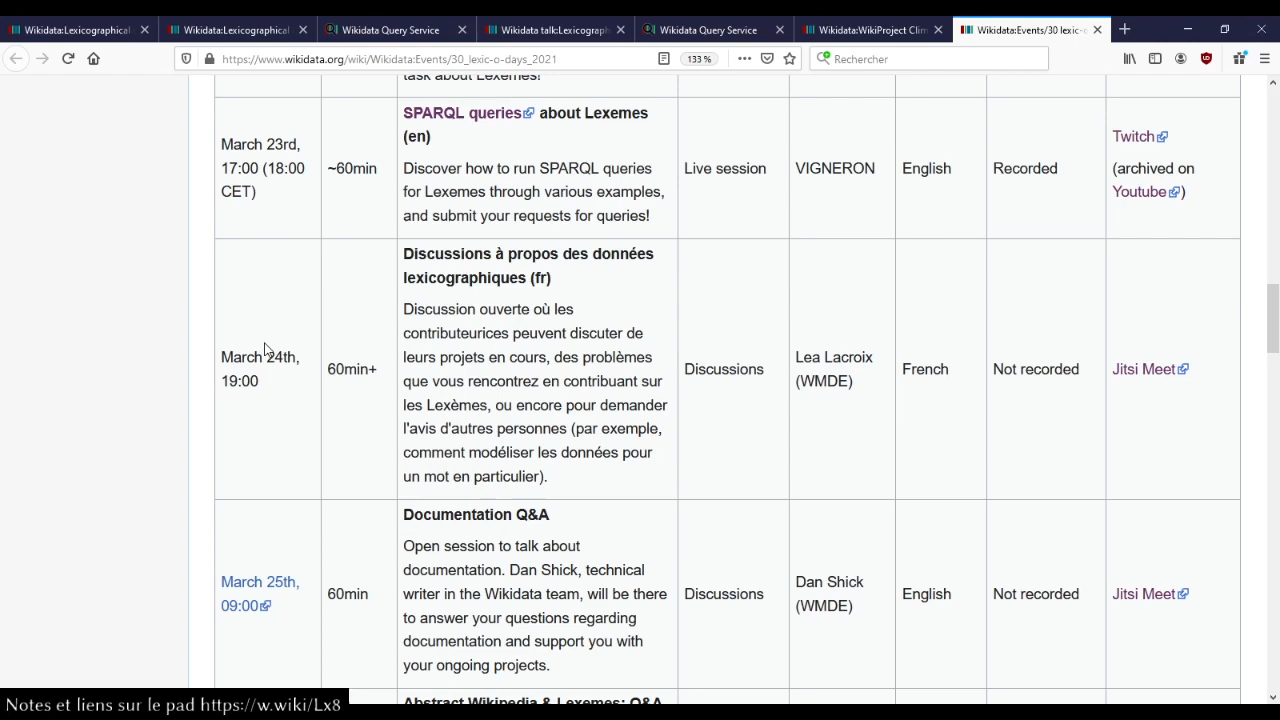 Wikidata:Lexicographical
Wikidata:Lexicographical
Wikidata Query Service
Wikidata talk:Lexicograph
Wikidata Query Service
Wikidata:WikiProject Clim
Wikidata:Events/30 lexic-o-
https://www.wikidata.org/wiki/Wikidata:Events/30_lexic-o-days_2021
133 %
Rechercher
task about Lexemes!
March 23rd,
17:00 (18:00
CET)
~60min
SPARQL queries about Lexemes
(en)
Discover how to run SPARQL queries
for Lexemes through various examples,
and submit your requests for queries!
Live session
VIGNERON
English
Recorded
Twitch
(archived on
Youtube)
March 24th,
19:00
60min+
Discussions à propos des données
lexicographiques (fr)
Discussion ouverte où les
contributeurices peuvent discuter de
leurs projets en cours, des problèmes
que vous rencontrez en contribuant sur
les Lexèmes, ou encore pour demander
l'avis d'autres personnes (par exemple,
comment modéliser les données pour
un mot en particulier).
Discussions
Lea Lacroix
(WMDE)
French
Not recorded
Jitsi Meet
March 25th,
09:00
60min
Documentation Q&A
Open session to talk about
documentation. Dan Shick, technical
writer in the Wikidata team, will be there
to answer your questions regarding
documentation and support you with
your ongoing projects.
Discussions
Dan Shick
(WMDE)
English
Not recorded
Jitsi Meet
Abstract Wikipedia & Lexemes: Q&A
Notes et liens sur le pad https://w.wiki/Lx8